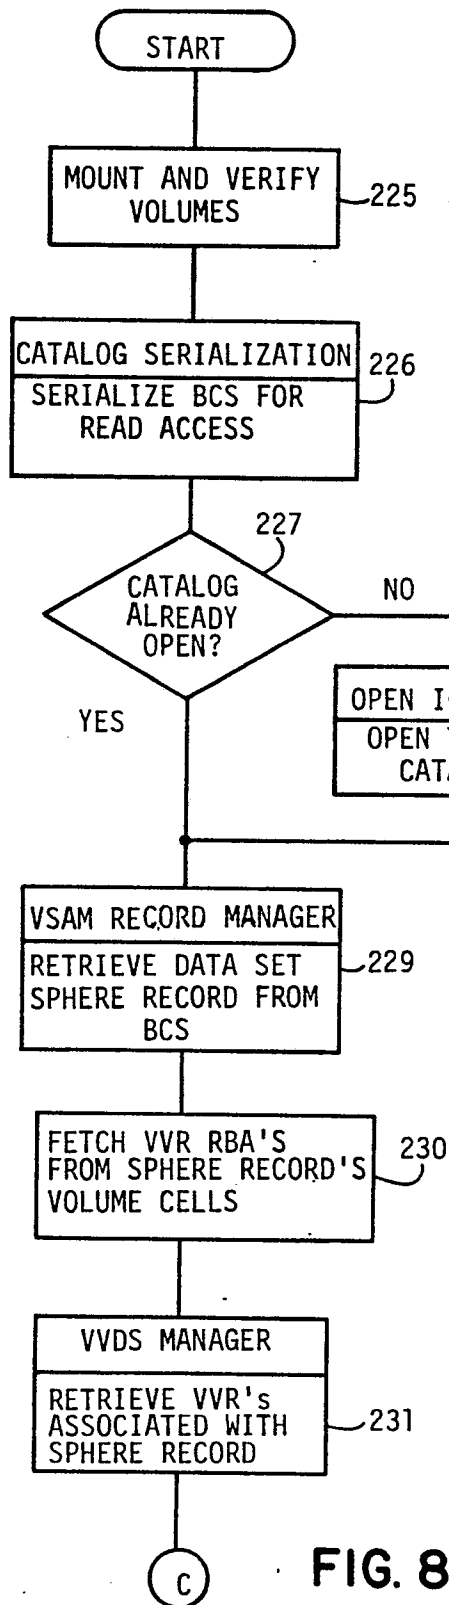 START
MOUNT AND VERIFY
VOLUMES
225
CATALOG SERIALIZATION
SERIALIZE BCS FOR
READ ACCESS
226
227
CATALOG
ALREADY
OPEN?
NO
YES
OPEN
OPEN
VSAM RECORD MANAGER
RETRIEVE DATA SET
SPHERE RECORD FROM
BCS
229
FETCH VVR RBA'S
FROM SPHERE RECORD'S
VOLUME CELLS
230
VVDS MANAGER
RETRIEVE VVR's
ASSOCIATED WITH
SPHERE RECORD
231
C
FIG. 8